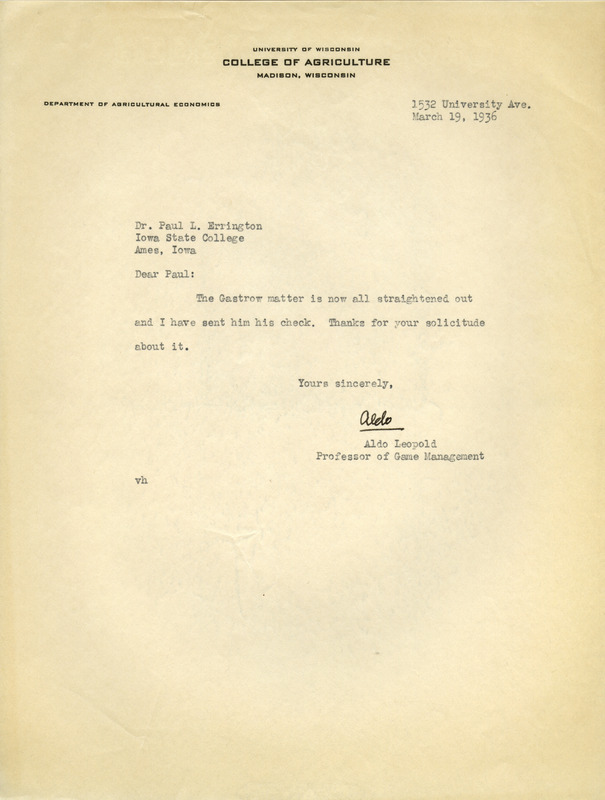 UNIVERSITY OF WISCONSIN
COLLEGE OF AGRICULTURE
MADISON, WISCONSIN
DEPARTMENT OF AGRICULTURAL ECONOMICS
1532 University Ave.
March 19, 1936
Dr. Paul L. Errington
Iowa State College
Ames, Iowa
Dear Paul:
The Gastrow matter is now all straightened out
and I have sent him his check. Thanks for your solicitude
about it.
Yours sincerely,
Aldo
Aldo Leopold
Professor of Game Management
vh